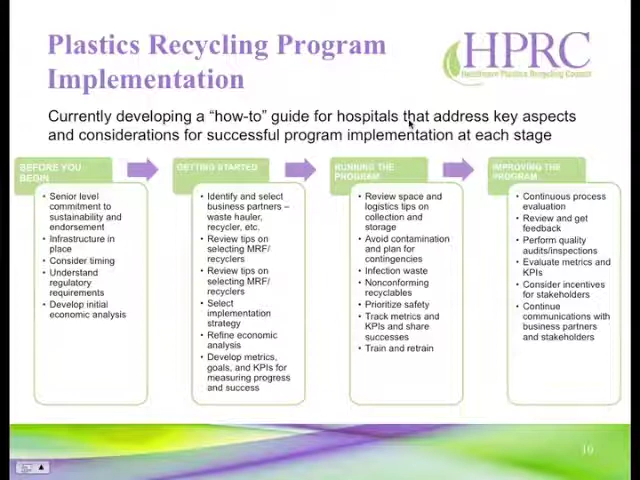 Plastics Recycling Program
Implementation
HPRC
Healthcare Plastics Recycling Council
Currently developing a “how-to” guide for hospitals that address key aspects
and considerations for successful program implementation at each stage
BEFORE YOU
BEGIN
• Senior level
commitment to
sustainability and
endorsement
• Infrastructure in
place
• Consider timing
• Understand
regulatory
requirements
• Develop initial
economic analysis
GETTING STARTED
• Identify and select
business partners –
waste hauler,
recycler, etc.
• Review tips on
selecting MRF/
recyclers
• Review tips on
selecting MRF/
recyclers
• Select
implementation
strategy
• Refine economic
analysis
• Develop metrics,
goals, and KPIs for
measuring progress
and success
RUNNING THE
PROGRAM
• Review space and
logistics tips on
collection and
storage
• Avoid contamination
and plan for
contingencies
• Infection waste
• Nonconforming
recyclables
• Prioritize safety
• Track metrics and
KPIs and share
successes
• Train and retrain
IMPROVING THE
PROGRAM
• Continuous process
evaluation
• Review and get
feedback
• Perform quality
audits/inspections
• Evaluate metrics and
KPIs
• Consider incentives
for stakeholders
• Continue
communications with
business partners
and stakeholders
16